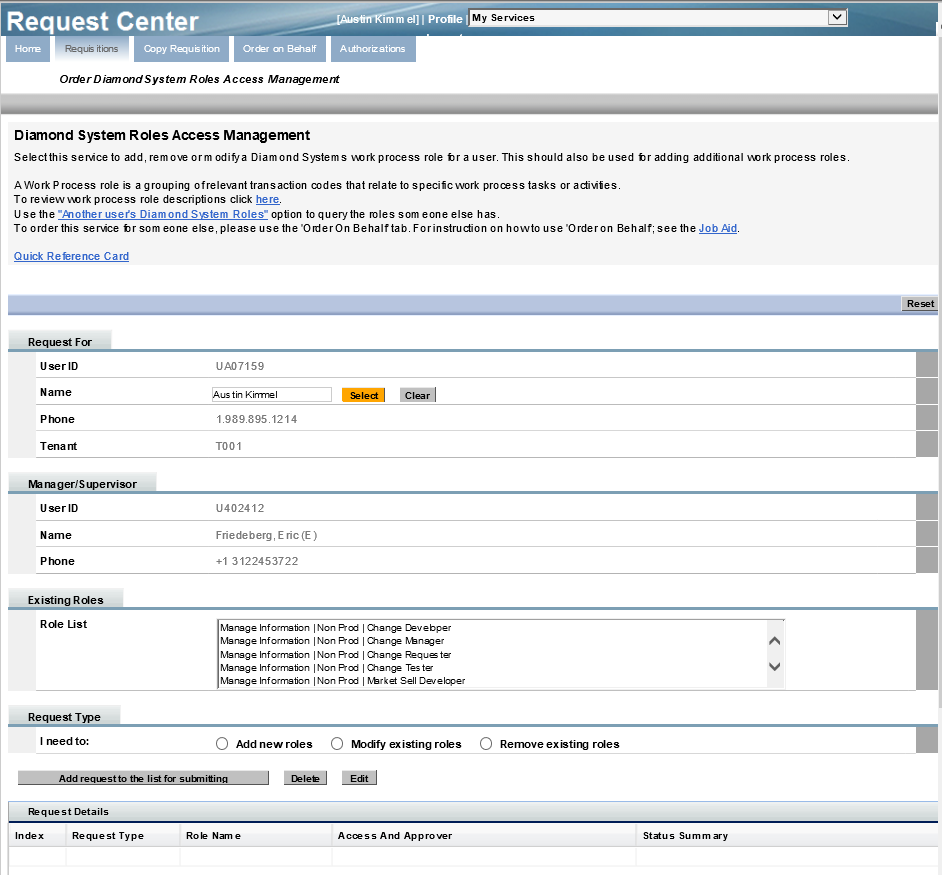 Request Center
[Austin Kimmel] | Profile | My Services
Home Requisitions Copy Requisition Order on Behalf Authorizations
Order Diamond System Roles Access Management
Diamond System Roles Access Management
Select this service to add, remove or modify a Diamond Systems work process role for a user. This should also be used for adding additional work process roles.
A Work Process role is a grouping of relevant transaction codes that relate to specific work process tasks or activities.
To review work process role descriptions click here.
Use the "Another user's Diamond System Roles" option to query the roles someone else has.
To order this service for someone else, please use the 'Order On Behalf' tab. For instruction on how to use 'Order on Behalf'; see the Job Aid.
Quick Reference Card
Reset
Request For
User ID UA07159
Name Austin Kimmel Select Clear
Phone 1.989.895.1214
Tenant T001
Manager/Supervisor
User ID U402412
Name Friedeberg, Eric (E)
Phone +1 3122453722
Existing Roles
Role List Manage Information | Non Prod | Change Developer
Manage Information | Non Prod | Change Manager
Manage Information | Non Prod | Change Requester
Manage Information | Non Prod | Change Tester
Manage Information | Non Prod | Market Sell Developer
Request Type
I need to: Add new roles Modify existing roles Remove existing roles
Add request to the list for submitting Delete Edit
Request Details
Index Request Type Role Name Access And Approver Status Summary